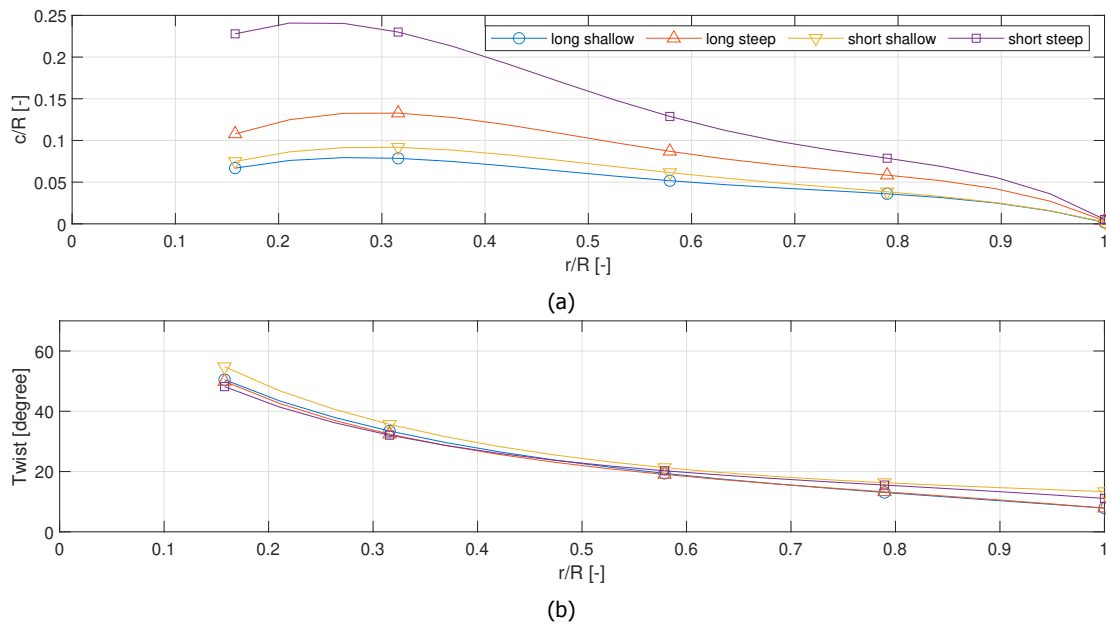 0.25
0.2
0.15
0.1
0.05
0
c/R [-]
long shallow long steep short shallow short steep
0 0.1 0.2 0.3 0.4 0.5 0.6 0.7 0.8 0.9 1
r/R [-]
(a)
60
40
20
0
Twist [degree]
0 0.1 0.2 0.3 0.4 0.5 0.6 0.7 0.8 0.9 1
r/R [-]
(b)